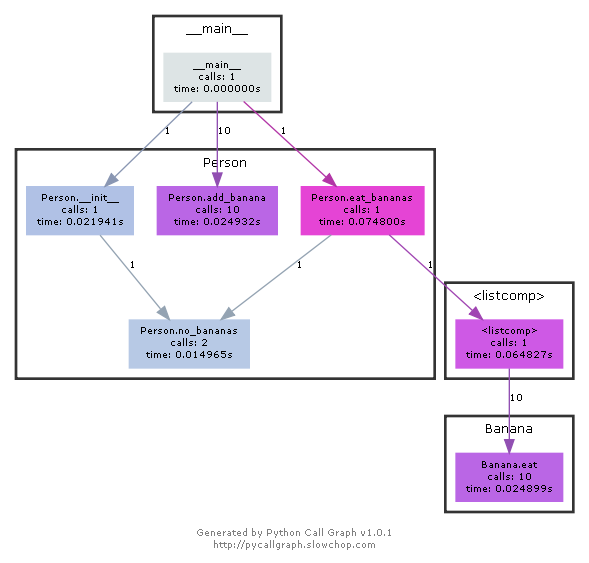 __main__
__main__
calls: 1
time: 0.000000s
1
10
1
Person
Person.__init__
calls: 1
time: 0.021941s
Person.add_banana
calls: 10
time: 0.024932s
Person.eat_bananas
calls: 1
time: 0.074800s
1
1
1
Person.no_bananas
calls: 2
time: 0.014965s
<listcomp>
<listcomp>
calls: 1
time: 0.064827s
10
Banana
Banana.eat
calls: 10
time: 0.024899s
Generated by Python Call Graph v1.0.1
http://pycallgraph.slowchop.com